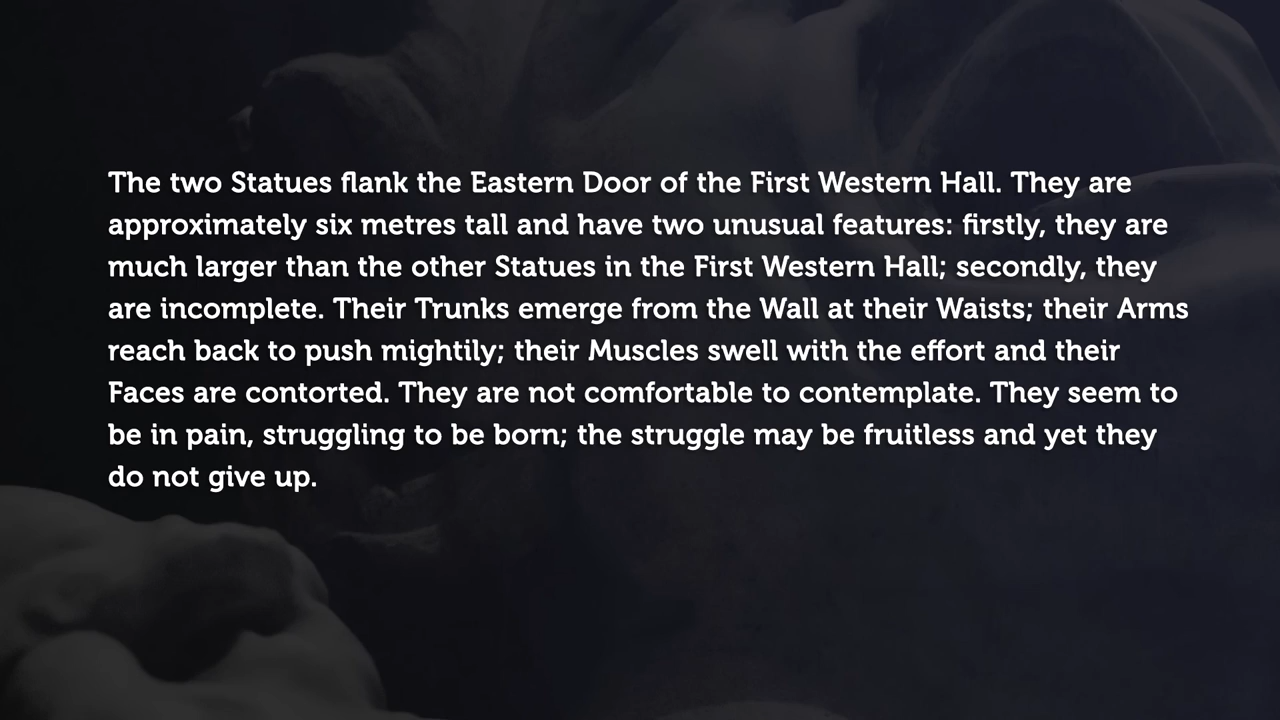 The two Statues flank the Eastern Door of the First Western Hall. They are
approximately six metres tall and have two unusual features: firstly, they are
much larger than the other Statues in the First Western Hall; secondly, they
are incomplete. Their Trunks emerge from the Wall at their Waists; their Arms
reach back to push mightily; their Muscles swell with the effort and their
Faces are contorted. They are not comfortable to contemplate. They seem to
be in pain, struggling to be born; the struggle may be fruitless and yet they
do not give up.